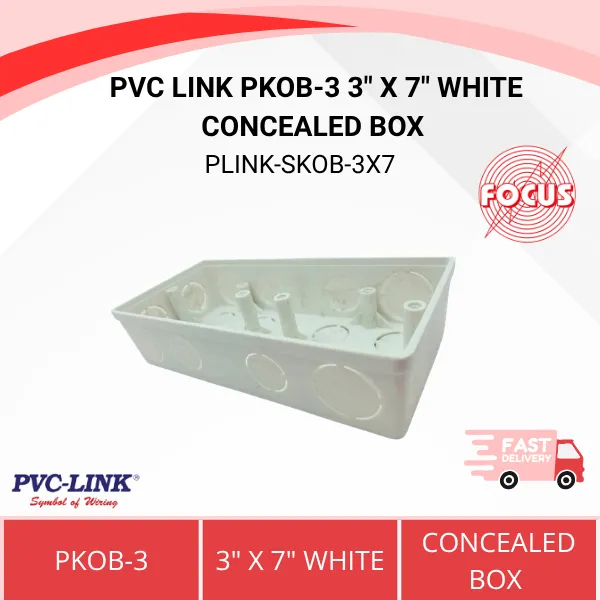 PVC LINK PKOB-3 3" X 7" WHITE
CONCEALED BOX
PLINK-SKOB-3X7
FOCUS
FAST
DELIVERY
PVC-LINK®
Symbol of Wiring
PKOB-3
3" X 7" WHITE
CONCEALED
BOX